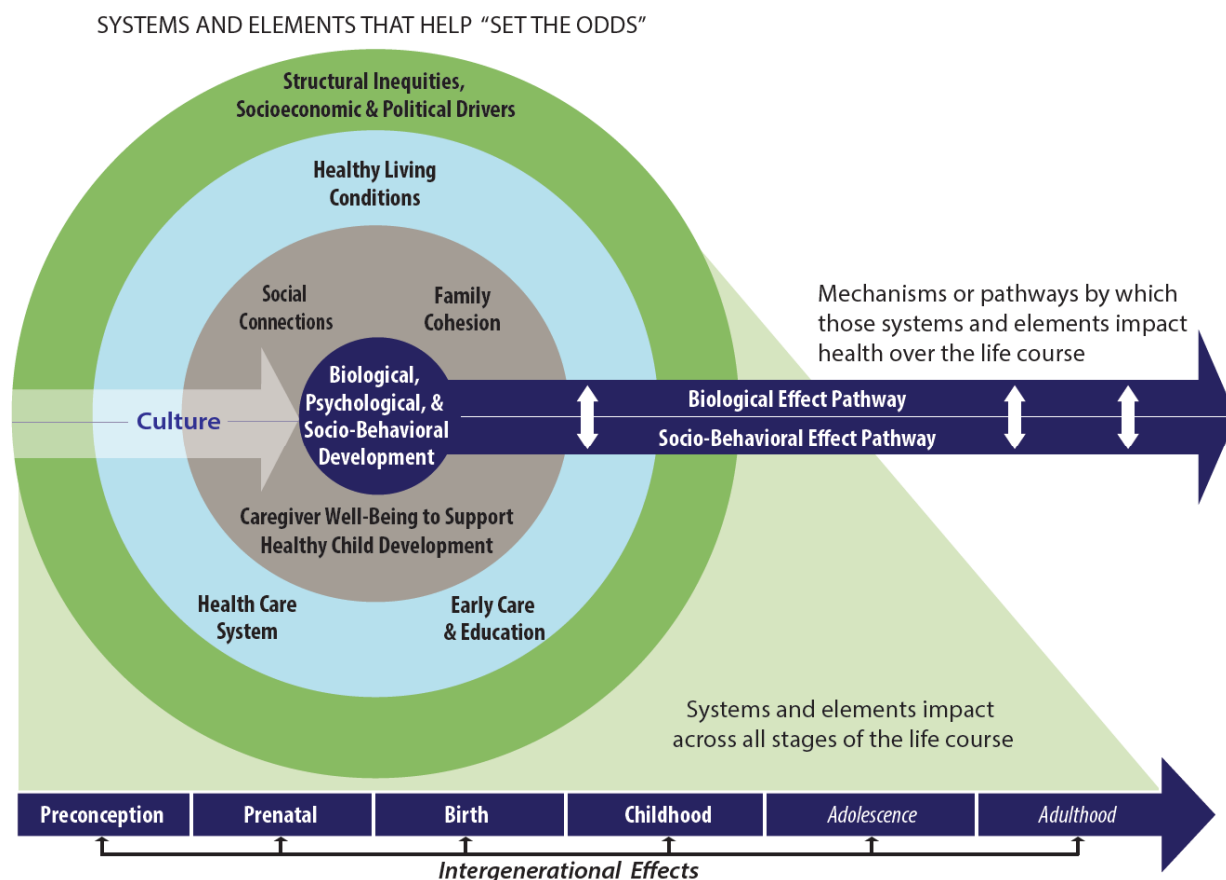 SYSTEMS AND ELEMENTS THAT HELP “SET THE ODDS”
Structural Inequities,
Socioeconomic & Political Drivers
Healthy Living
Conditions
Social
Connections
Family
Cohesion
Mechanisms or pathways by which
those systems and elements impact
health over the life course
Culture
Biological,
Psychological, &
Socio-Behavioral
Development
Biological Effect Pathway
Socio-Behavioral Effect Pathway
Caregiver Well-Being to Support
Healthy Child Development
Health Care
System
Early Care
& Education
Systems and elements impact
across all stages of the life course
Preconception
Prenatal
Birth
Childhood
Adolescence
Adulthood
Intergenerational Effects